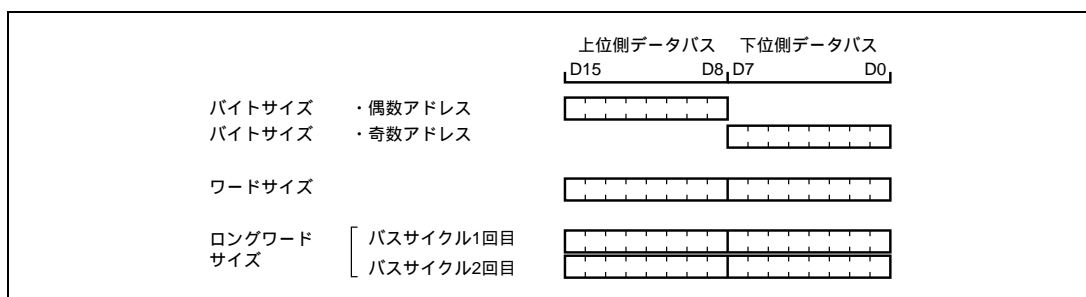 上位側データバス 下位側データバス
D15 D8 D7 D0
バイトサイズ ・偶数アドレス
バイトサイズ ・奇数アドレス
ワードサイズ
ロングワード バスサイクル1回目
サイズ バスサイクル2回目